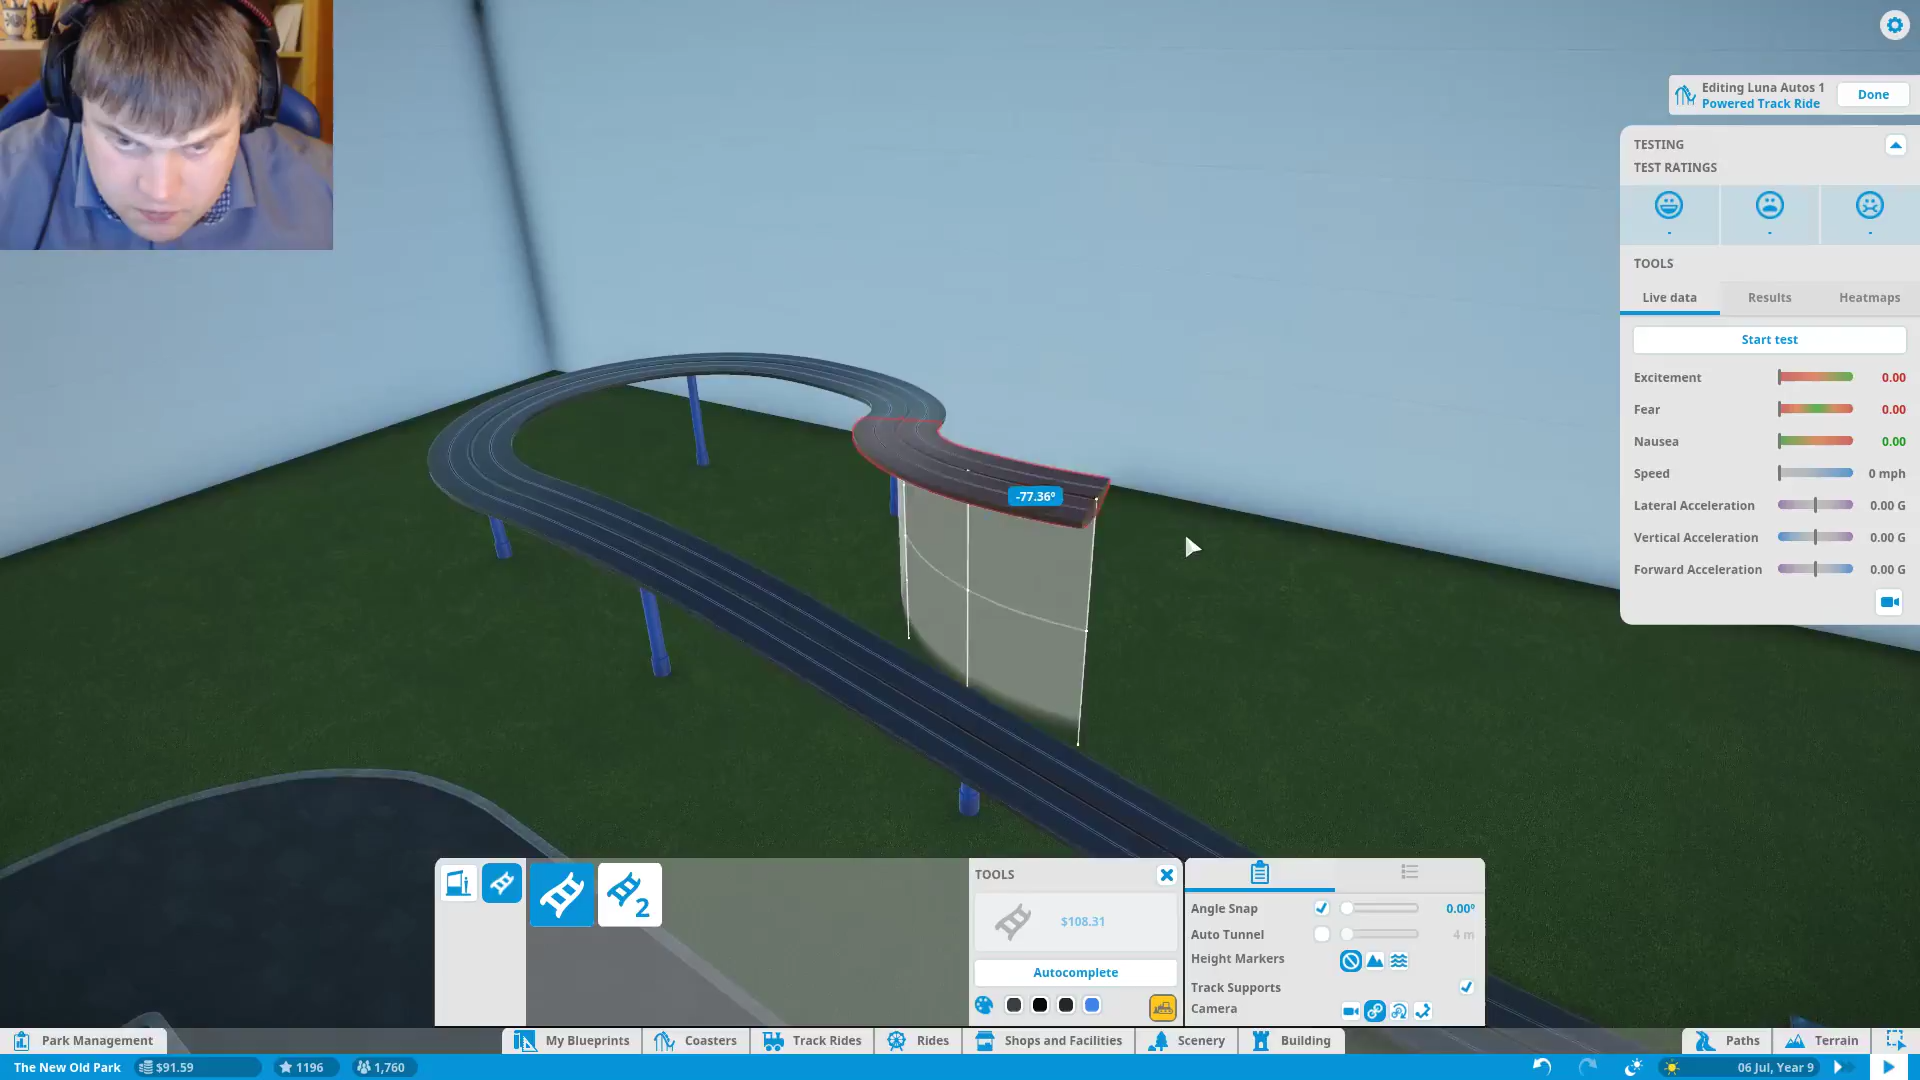 Editing Luna Autos 1
Powered Track Ride
Done
TESTING
TEST RATINGS
-
-
-
TOOLS
Live data
Results
Heatmaps
Start test
Excitement
0.00
Fear
0.00
Nausea
0.00
Speed
0 mph
Lateral Acceleration
0.00 G
Vertical Acceleration
0.00 G
Forward Acceleration
0.00 G
-77.36°
2
TOOLS
$108.31
Autocomplete
Angle Snap
0.00°
Auto Tunnel
4 m
Height Markers
Track Supports
Camera
Park Management
My Blueprints
Coasters
Track Rides
Rides
Shops and Facilities
Scenery
Building
Paths
Terrain
The New Old Park
$91.59
1196
1,760
06 Jul, Year 9